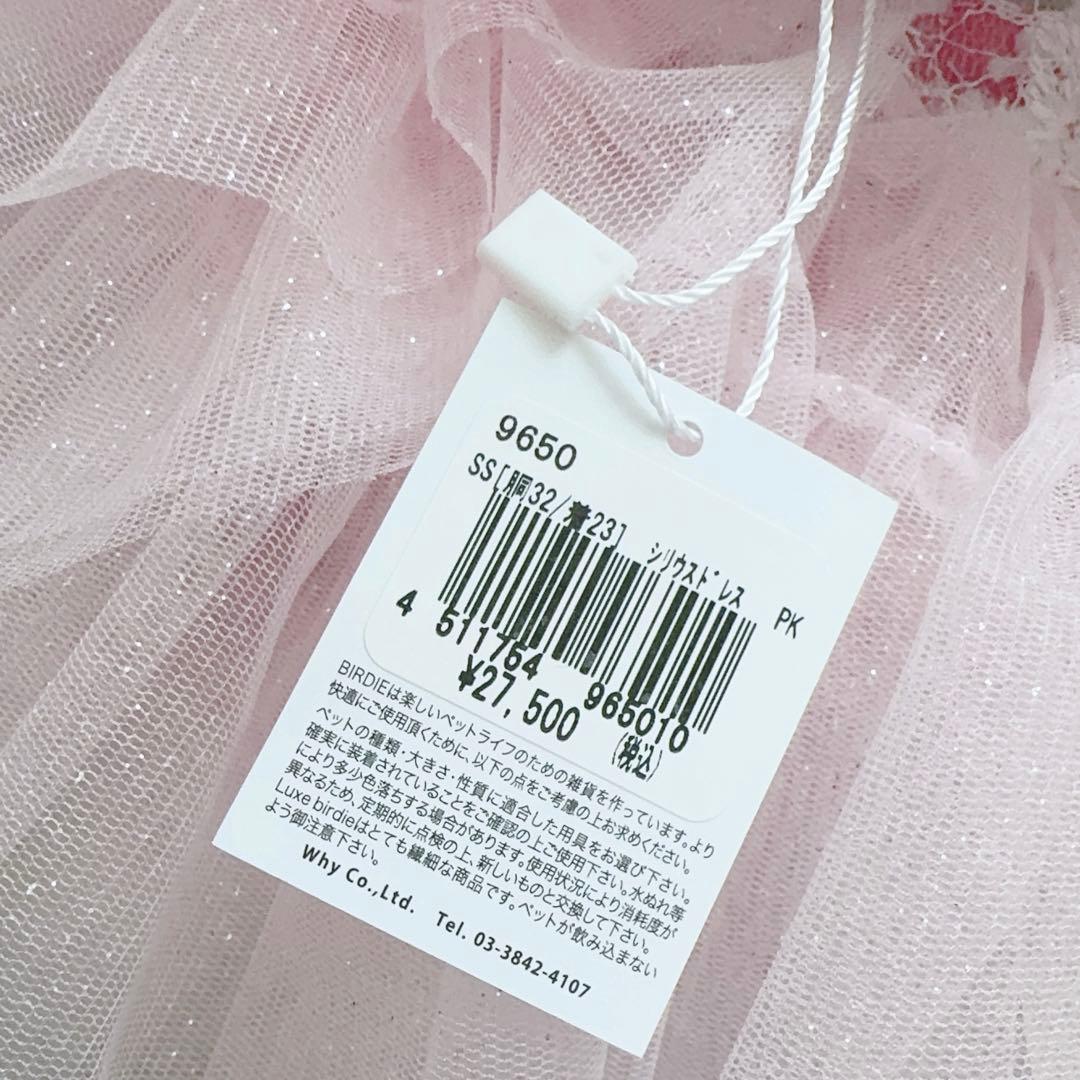 9650
SS[胴32/着23] シリウスドレス PK
4 511754 965010
¥27,500 (税込)
BIRDIEは楽しいペットライフのための雑貨を作っています。より
快適にご使用頂くために、以下の点をご考慮の上お求めください。
ペットの種類・大きさ・性質に適合した用具をお選び下さい。
確実に装着されていることをご確認の上ご使用下さい。水ぬれ等
により多少色落ちする場合があります。使用状況により消耗度が
異なるため、定期的に点検の上、新しいものと交換して下さい。
Luxe birdieはとても繊細な商品です。ペットが飲み込まない
よう御注意下さい。
Why Co.,Ltd. Tel. 03-3842-4107